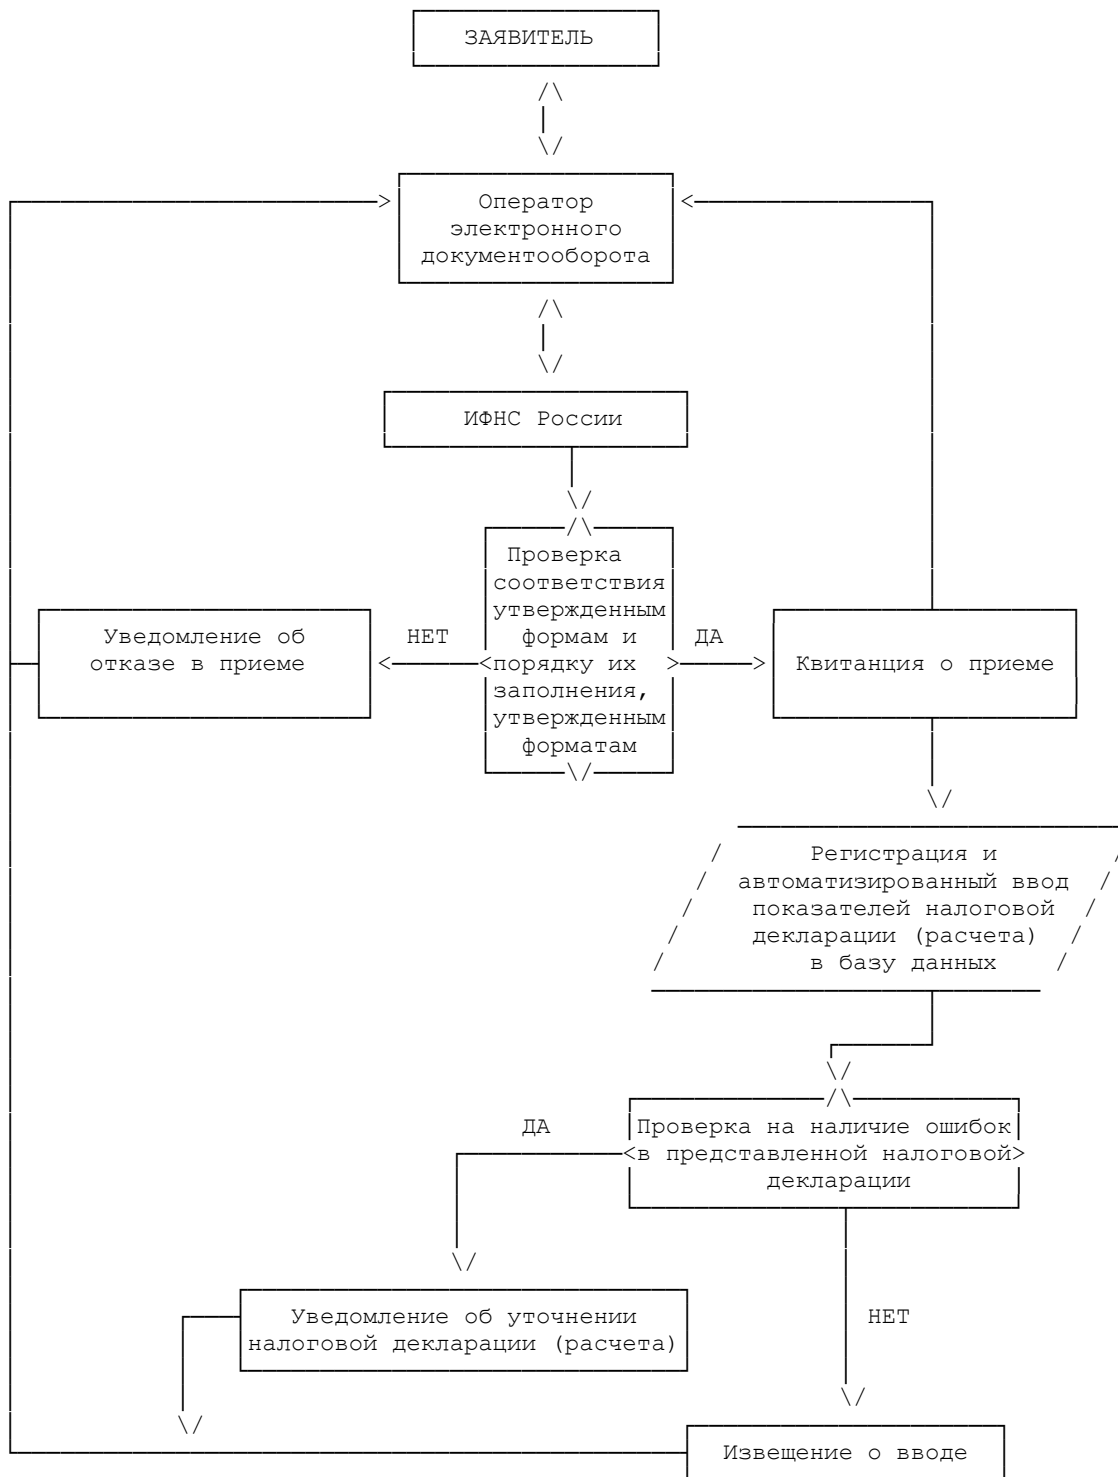 ЗАЯВИТЕЛЬ
Оператор
электронного
документооборота
ИФНС России
Проверка
соответствия
утвержденным
формам и
порядку их
заполнения,
утвержденным
форматам
НЕТ
ДА
Уведомление об
отказе в приеме
Квитанция о приеме
Регистрация и
автоматизированный ввод
показателей налоговой
декларации (расчета)
в базу данных
Проверка на наличие ошибок
в представленной налоговой
декларации
ДА
НЕТ
Уведомление об уточнении
налоговой декларации (расчета)
Извещение о вводе